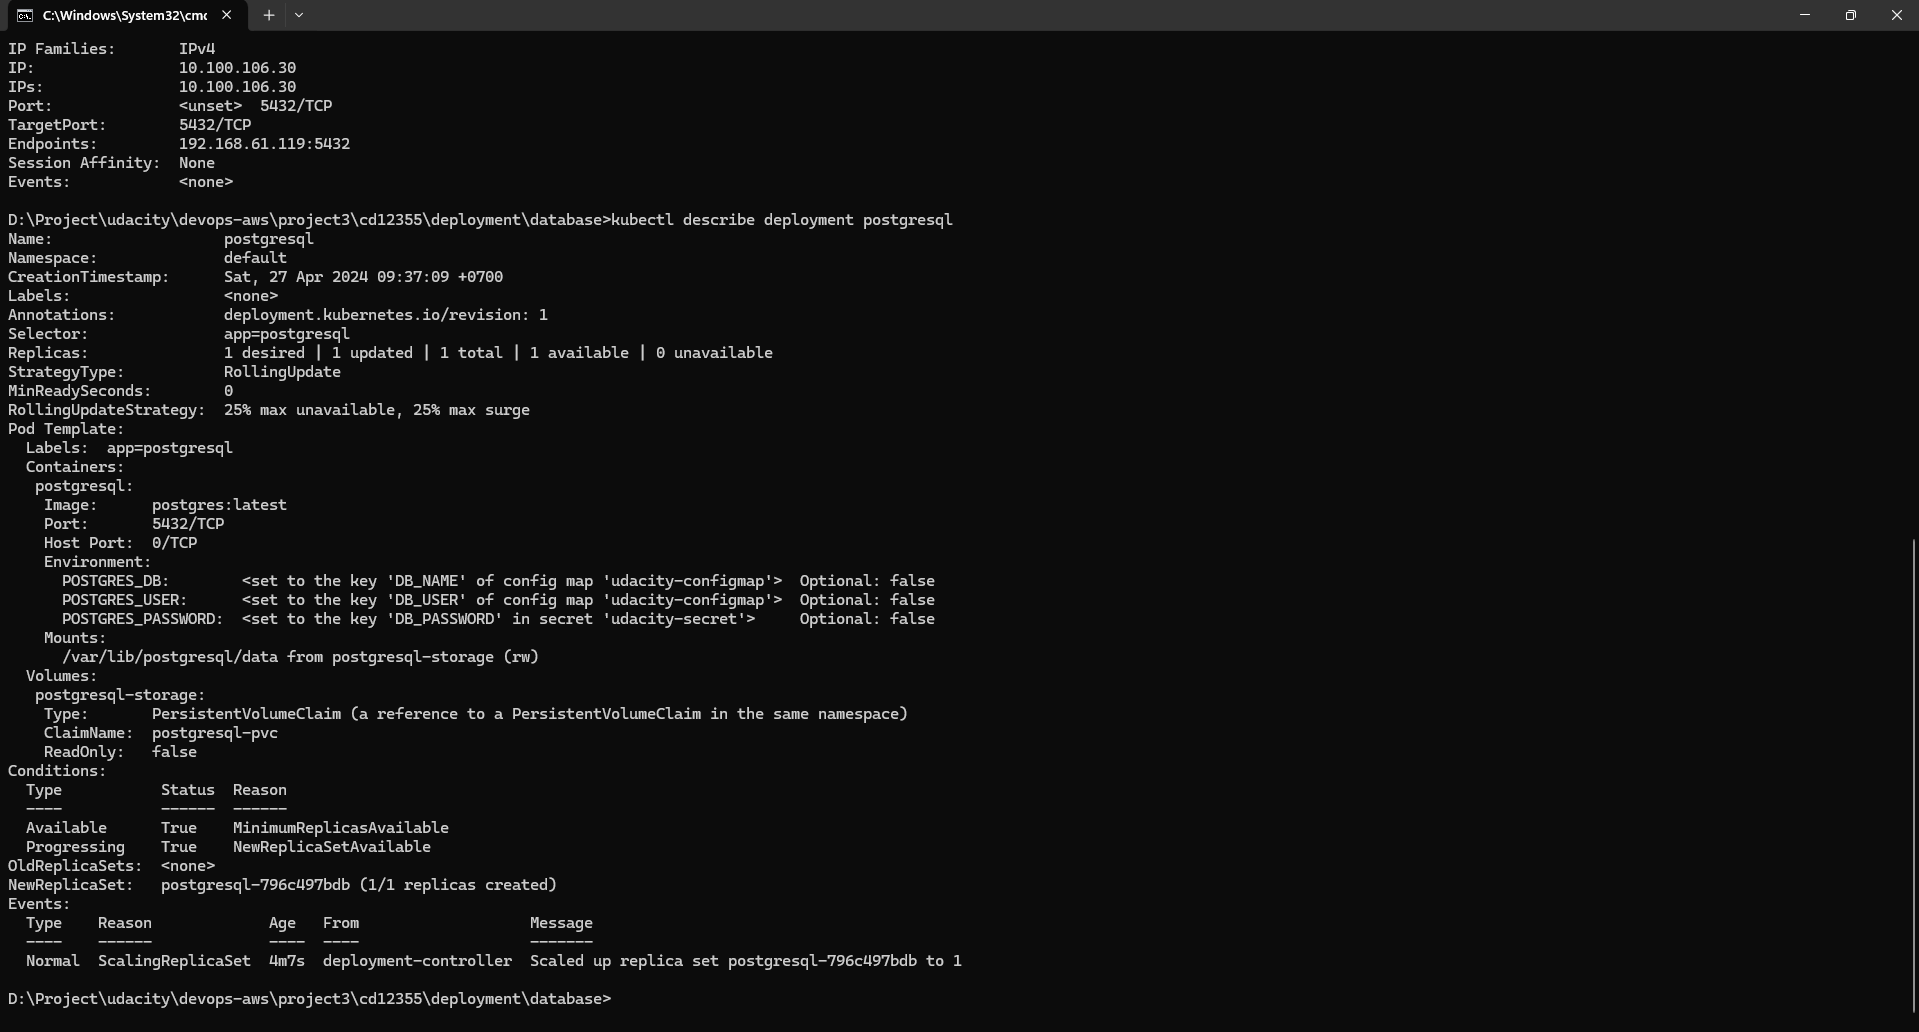 C:\Windows\System32\cmc
IP Families:       IPv4
IP:                10.100.106.30
IPs:               10.100.106.30
Port:              <unset>  5432/TCP
TargetPort:        5432/TCP
Endpoints:         192.168.61.119:5432
Session Affinity:  None
Events:            <none>
D:\Project\udacity\devops-aws\project3\cd12355\deployment\database>kubectl describe deployment postgresql
Name:                   postgresql
Namespace:              default
CreationTimestamp:      Sat, 27 Apr 2024 09:37:09 +0700
Labels:                 <none>
Annotations:            deployment.kubernetes.io/revision: 1
Selector:               app=postgresql
Replicas:               1 desired | 1 updated | 1 total | 1 available | 0 unavailable
StrategyType:           RollingUpdate
MinReadySeconds:        0
RollingUpdateStrategy:  25% max unavailable, 25% max surge
Pod Template:
  Labels:  app=postgresql
  Containers:
   postgresql:
    Image:      postgres:latest
    Port:       5432/TCP
    Host Port:  0/TCP
    Environment:
      POSTGRES_DB:        <set to the key 'DB_NAME' of config map 'udacity-configmap'>  Optional: false
      POSTGRES_USER:      <set to the key 'DB_USER' of config map 'udacity-configmap'>  Optional: false
      POSTGRES_PASSWORD:  <set to the key 'DB_PASSWORD' in secret 'udacity-secret'>     Optional: false
    Mounts:
      /var/lib/postgresql/data from postgresql-storage (rw)
  Volumes:
   postgresql-storage:
    Type:       PersistentVolumeClaim (a reference to a PersistentVolumeClaim in the same namespace)
    ClaimName:  postgresql-pvc
    ReadOnly:   false
Conditions:
  Type           Status  Reason
  ----           ------  ------
  Available      True    MinimumReplicasAvailable
  Progressing    True    NewReplicaSetAvailable
OldReplicaSets:  <none>
NewReplicaSet:   postgresql-796c497bdb (1/1 replicas created)
Events:
  Type    Reason             Age   From                   Message
  ----    ------             ----  ----                   -------
  Normal  ScalingReplicaSet  4m7s  deployment-controller  Scaled up replica set postgresql-796c497bdb to 1
D:\Project\udacity\devops-aws\project3\cd12355\deployment\database>